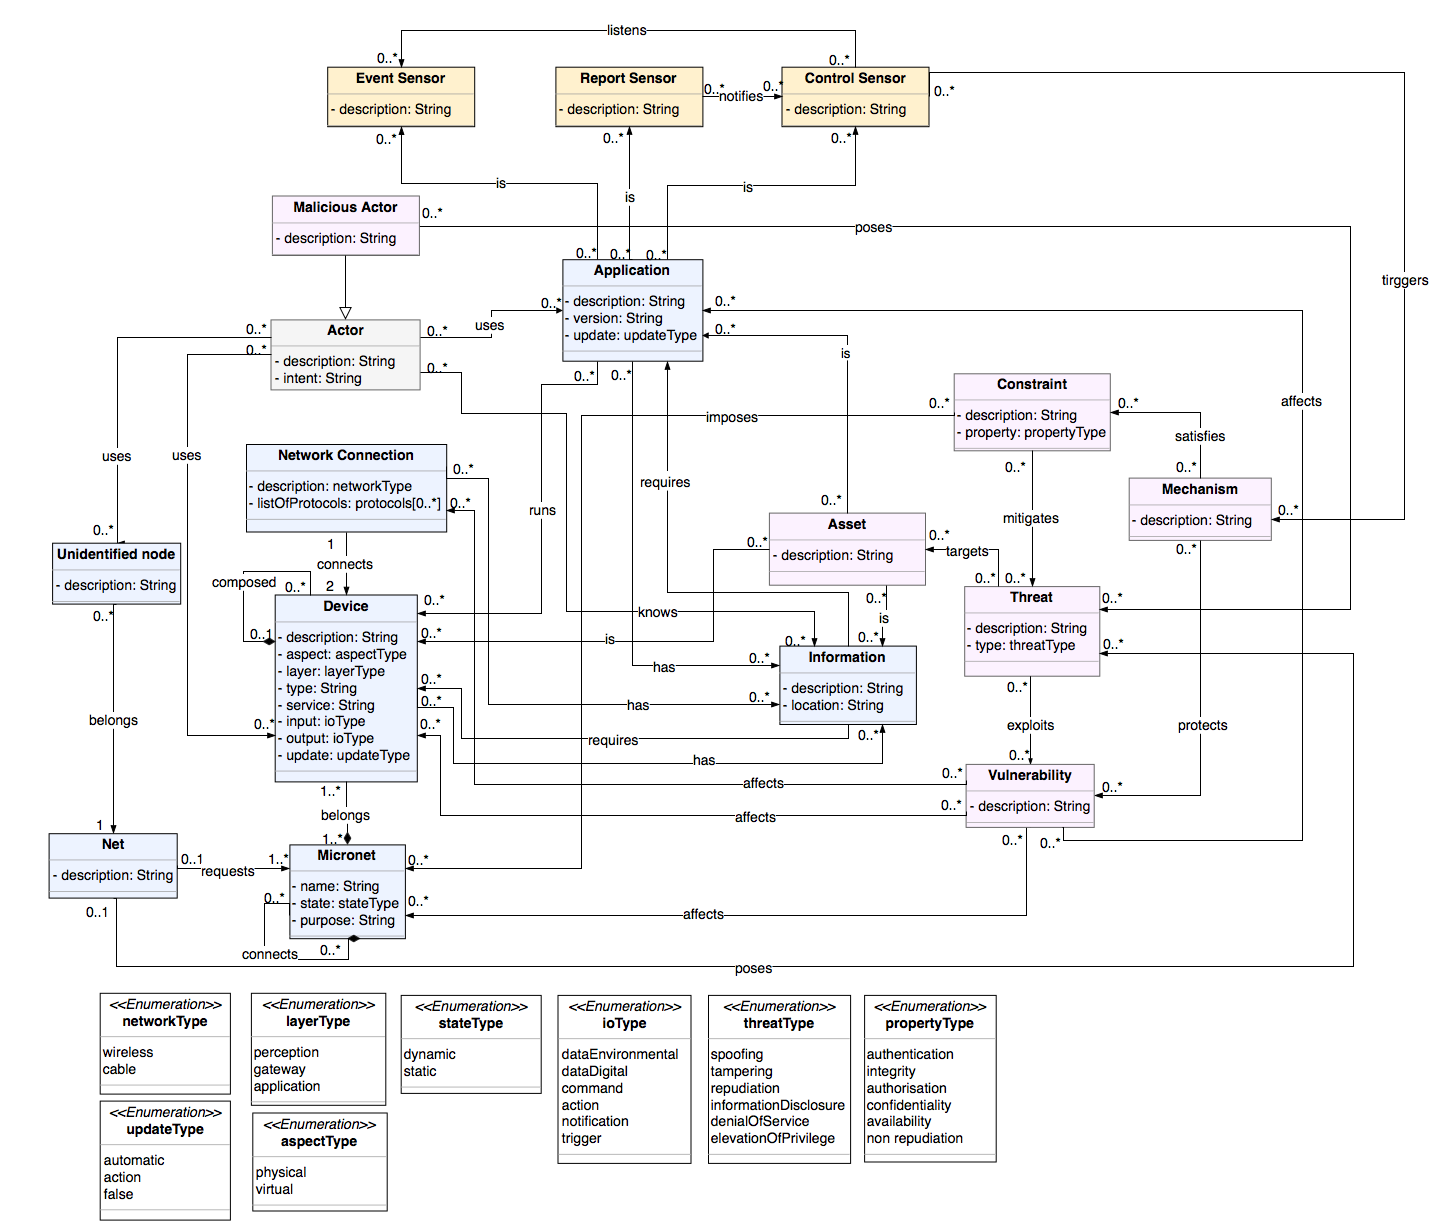 listens
0..*
0..*
Event Sensor
- description: String
Report Sensor
- description: String
0..*
notifies
0..*
Control Sensor
- description: String
0..*
0..*
0..*
0..*
is
is
is
Malicious Actor
- description: String
0..*
poses
tirggers
0..*
0..*
0..*
Application
- description: String
- version: String
- update: updateType
0..*
0..*
0..*
0..*
0..*
Actor
- description: String
- intent: String
0..*
0..*
0..*
0..*
uses
is
affects
imposes
0..*
Constraint
- description: String
- property: propertyType
0..*
0..*
satisfies
0..*
uses
uses
Network Connection
- description: networkType
- listOfProtocols: protocols[0..*]
0..*
0..*
requires
runs
Mechanism
- description: String
0..*
0..*
mitigates
0..*
Asset
- description: String
0..*
0..*
targets
0..*
0..*
0..*
Unidentified node
- description: String
0..*
1
connects
2
composed
0..*
0..1
Device
- description: String
- aspect: aspectType
- layer: layerType
- type: String
- service: String
- input: ioType
- output: ioType
- update: updateType
0..*
0..*
0..*
0..*
0..*
0..*
knows
is
has
has
requires
has
0..*
is
0..*
0..*
0..*
0..*
Information
- description: String
- location: String
0..*
Threat
- description: String
- type: threatType
0..*
0..*
0..*
exploits
0..*
protects
belongs
affects
affects
0..*
0..*
Vulnerability
- description: String
0..*
0..*
0..*
1..*
belongs
1..*
1
Net
- description: String
0..1
requests
1..*
0..1
Micronet
- name: String
- state: stateType
- purpose: String
0..*
0..*
0..*
connects
0..*
affects
poses
<<Enumeration>>
networkType
wireless
cable
<<Enumeration>>
layerType
perception
gateway
application
<<Enumeration>>
stateType
dynamic
static
<<Enumeration>>
ioType
dataEnvironmental
dataDigital
command
action
notification
trigger
<<Enumeration>>
threatType
spoofing
tampering
repudiation
informationDisclosure
denialOfService
elevationOfPrivilege
<<Enumeration>>
propertyType
authentication
integrity
authorisation
confidentiality
availability
non repudiation
<<Enumeration>>
updateType
automatic
action
false
<<Enumeration>>
aspectType
physical
virtual